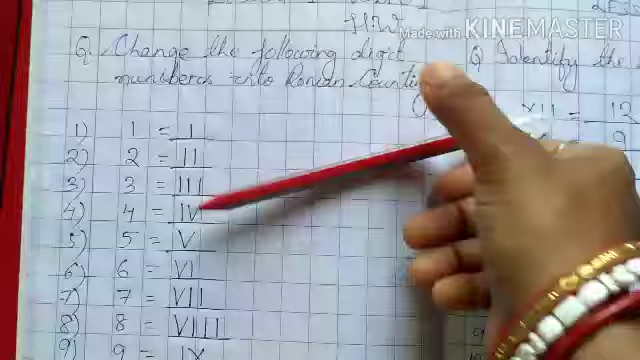 H.W
Made with KINEMASTER
Q. Change the following digit
numbers into Roman Counti
Q Identify the
XII = 12
9
1) 1 = I
2) 2 = II
3) 3 = III
4) 4 = IV
5) 5 = V
6) 6 = VI
7) 7 = VII
8) 8 = VIII
9) 9 = IX